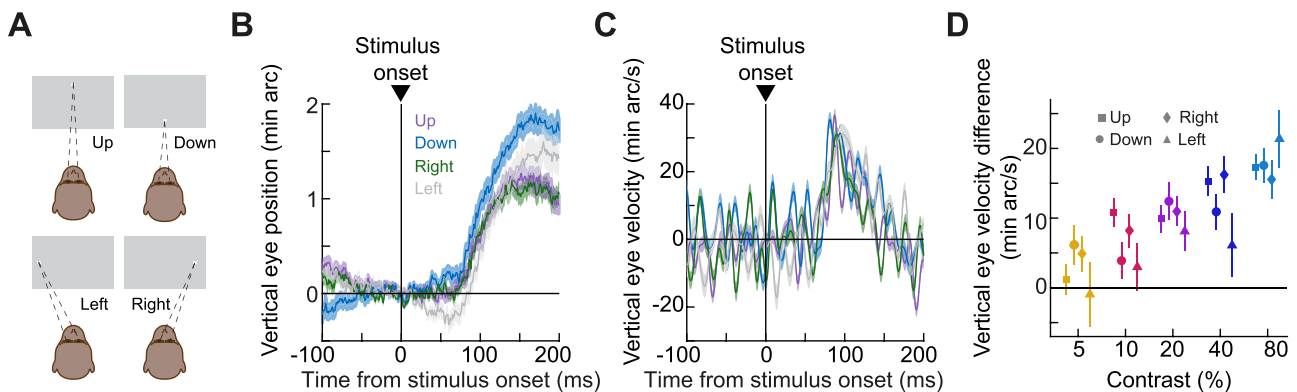 A
Up
Down
Left
Right
B
Stimulus
onset
Vertical eye position (min arc)
2
1
0
Up
Down
Right
Left
-100
0
100
200
Time from stimulus onset (ms)
C
Stimulus
onset
Vertical eye velocity (min arc/s)
40
20
0
-20
-100
0
100
200
Time from stimulus onset (ms)
D
Vertical eye velocity difference
(min arc/s)
20
10
0
Up
Right
Down
Left
5
10
20
40
80
Contrast (%)